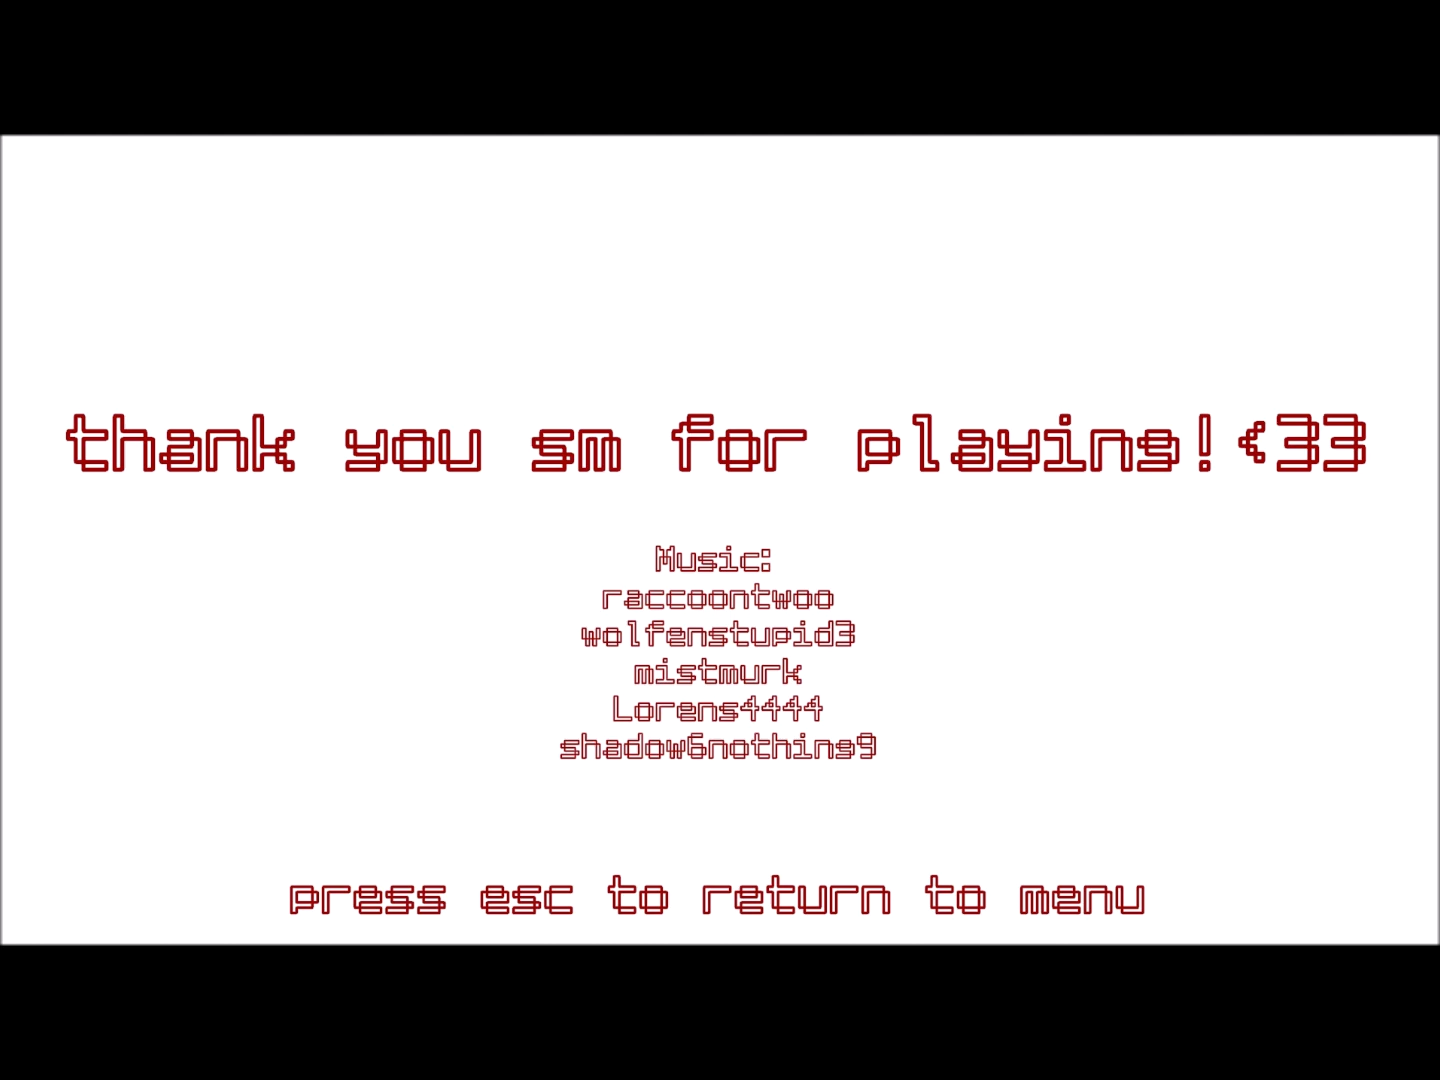 thank you sm for playing!<33
Music:
raccoontwoo
wolfenstupid3
mistmurk
Lorens4444
shadow6nothing9
press esc to return to menu